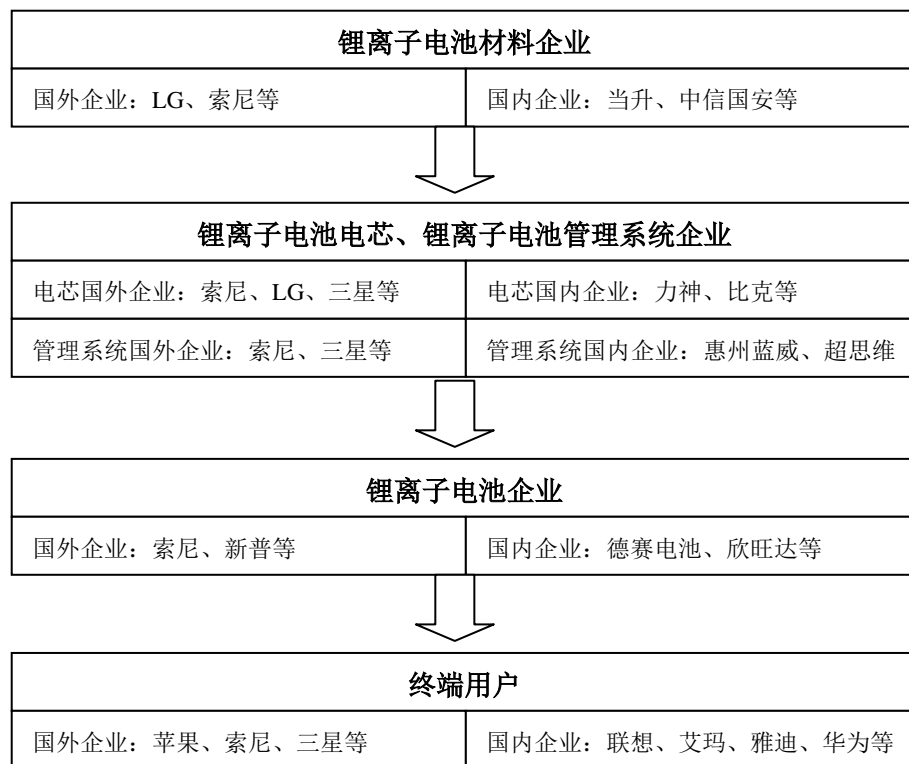 锂离子电池材料企业
国外企业：LG、索尼等
国内企业：当升、中信国安等
锂离子电池电芯、锂离子电池管理系统企业
电芯国外企业：索尼、LG、三星等
电芯国内企业：力神、比克等
管理系统国外企业：索尼、三星等
管理系统国内企业：惠州蓝威、超思维
锂离子电池企业
国外企业：索尼、新普等
国内企业：德赛电池、欣旺达等
终端用户
国外企业：苹果、索尼、三星等
国内企业：联想、艾玛、雅迪、华为等